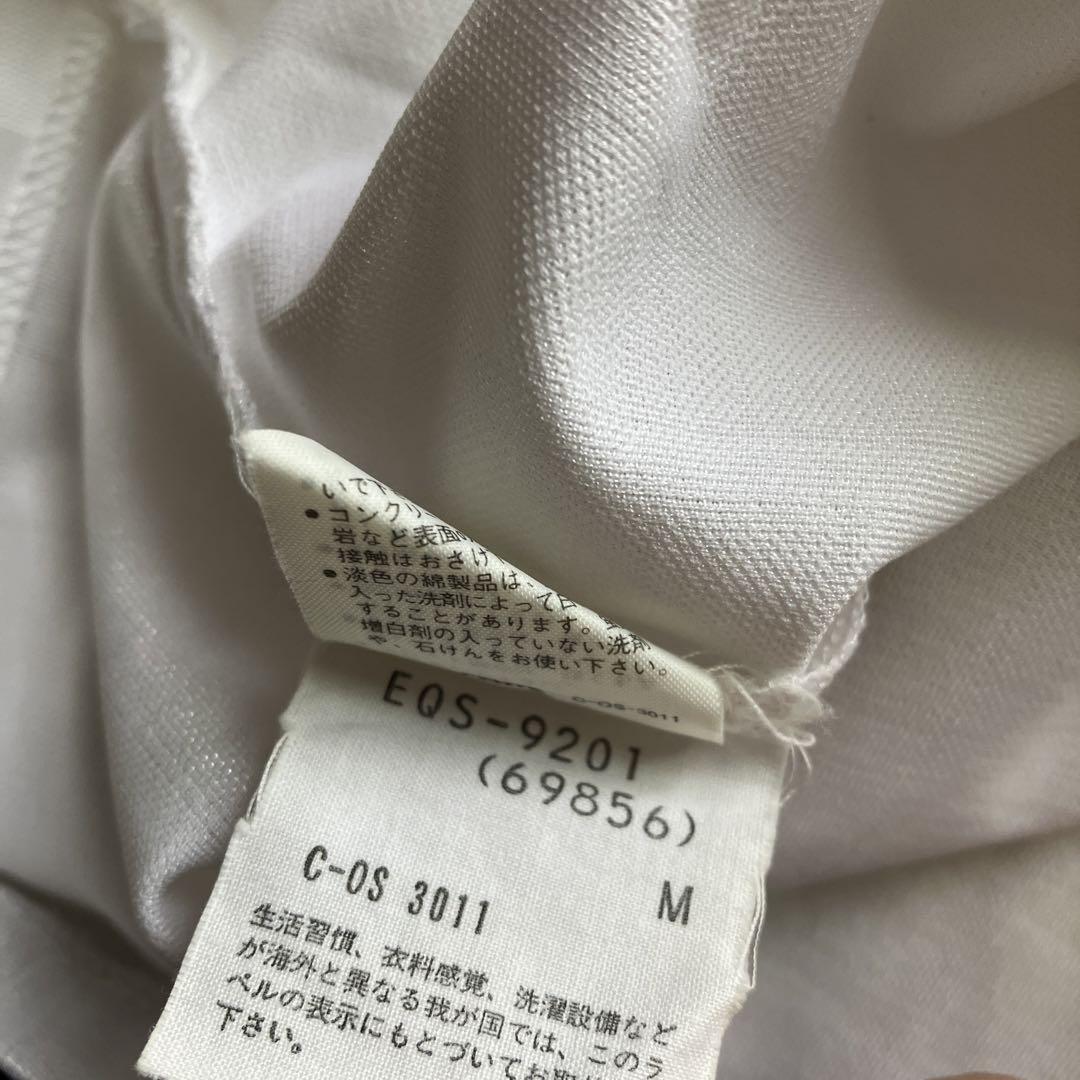 いで下
●コンクリ
岩など表面
接触はおさけ
●淡色の綿製品は、
入った洗剤によって
することがあります。
増白剤の入っていない洗剤
や、石けんをお使い下さい。
C-OS-3011
EQS-9201
(69856)
C-OS 3011 M
生活習慣、衣料感覚、洗濯設備など
が海外と異なる我が国では、このラ
ベルの表示にもとづいてお取
下さい。